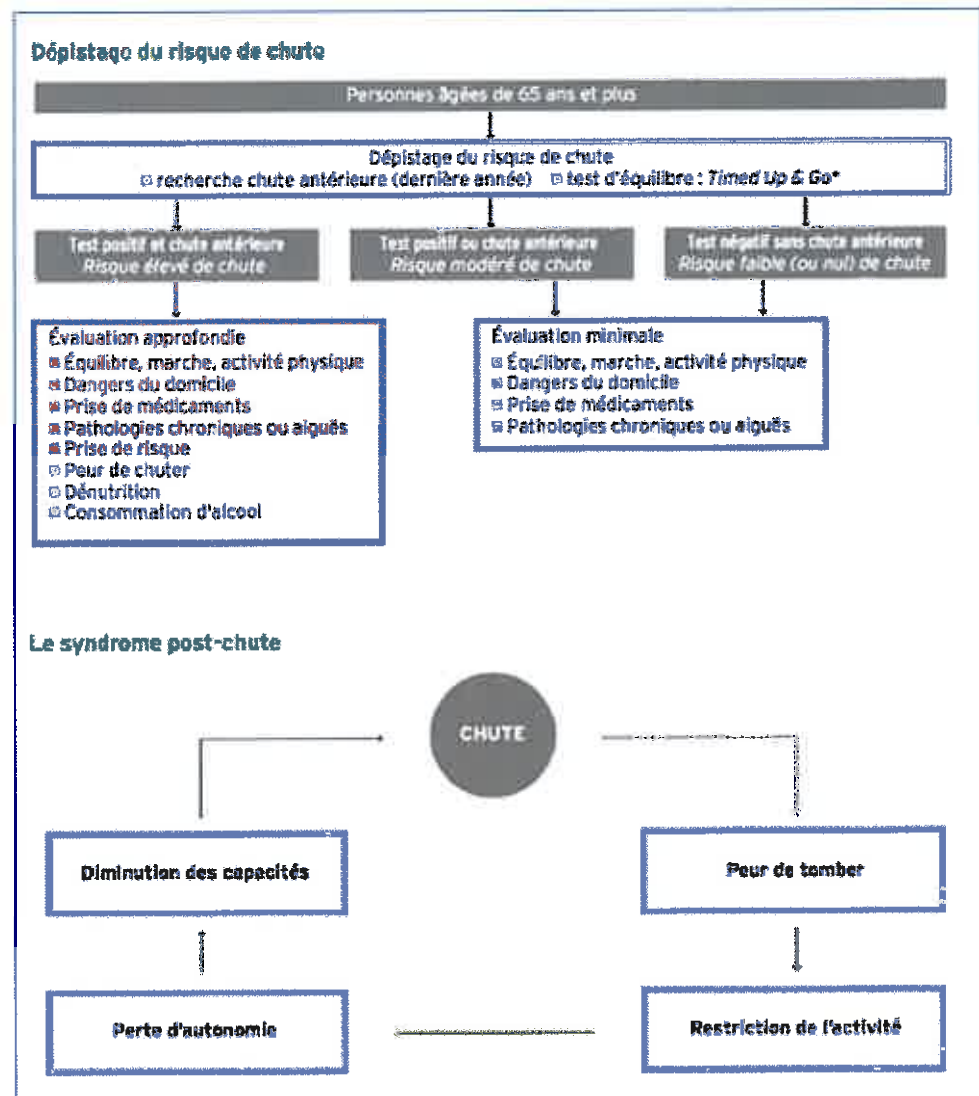 Dépistage du risque de chute
Personnes âgées de 65 ans et plus
Dépistage du risque de chute
recherche chute antérieure (dernière année) test d'équilibre : Timed Up & Go*
Test positif et chute antérieure
Risque élevé de chute
Test positif ou chute antérieure
Risque modéré de chute
Test négatif sans chute antérieure
Risque faible (ou nul) de chute
Évaluation approfondie
Équilibre, marche, activité physique
Dangers du domicile
Prise de médicaments
Pathologies chroniques ou aiguës
Prise de risque
Peur de chuter
Dénutrition
Consommation d'alcool
Évaluation minimale
Équilibre, marche, activité physique
Dangers du domicile
Prise de médicaments
Pathologies chroniques ou aiguës
Le syndrome post-chute
CHUTE
Diminution des capacités
Peur de tomber
Perte d'autonomie
Restriction de l'activité